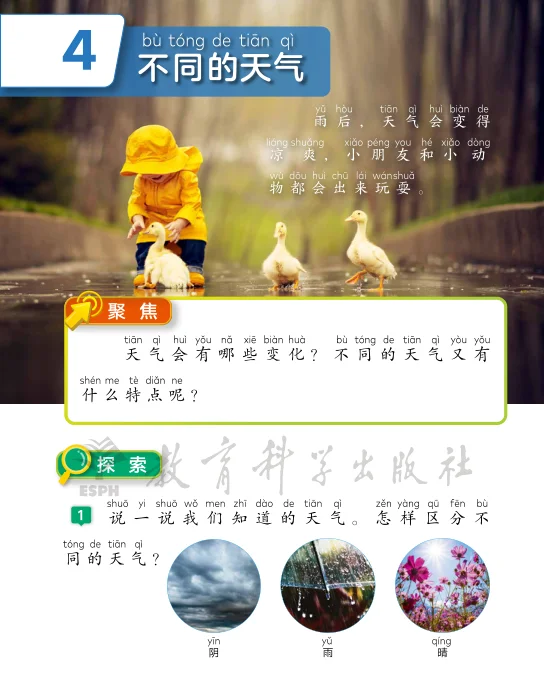 4
bù tóng de tiān qì
不同的天气
yǔ hòu tiān qì huì biàn de
雨后，天气会变得
liáng shuǎng xiǎo péng you hé xiǎo dòng
凉爽，小朋友和小动
wù dōu huì chū lái wánshuǎ
物都会出来玩耍。
聚焦
tiān qì huì yǒu nǎ xiē biàn huà bù tóng de tiān qì yòu yǒu
天气会有哪些变化？不同的天气又有
shén me tè diǎn ne
什么特点呢？
探索
教育科学出版社
ESPH
shuō yi shuō wǒ men zhī dào de tiān qì zěn yàng qū fēn bù
1 说一说我们知道的天气。怎样区分不
tóng de tiān qì
同的天气？
yīn yǔ qíng
阴 雨 晴